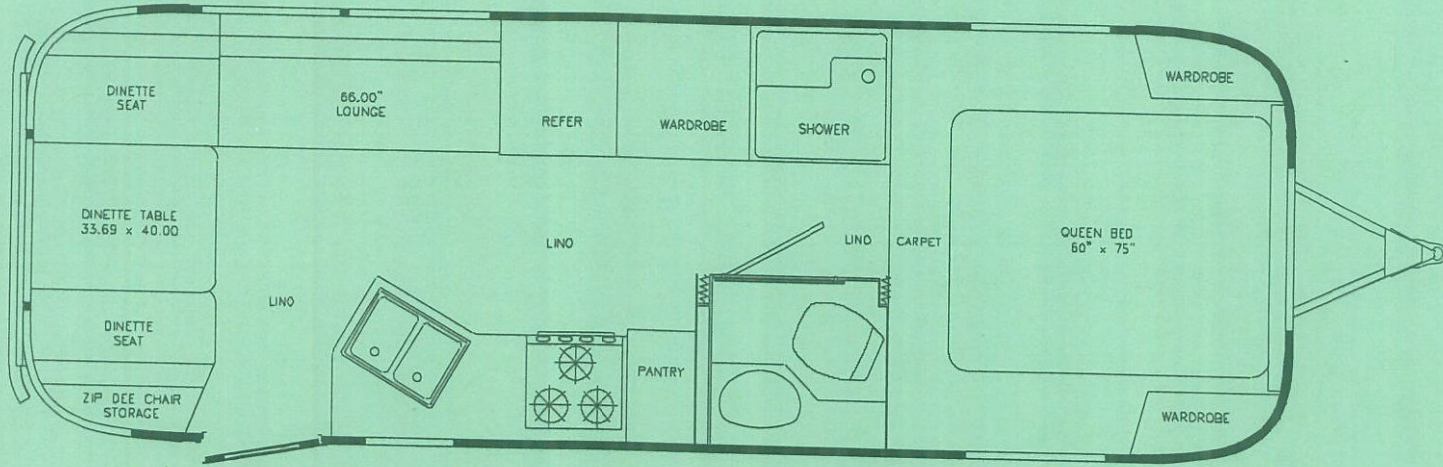 DINETTE
SEAT
66.00"
LOUNGE
REFER
WARDROBE
SHOWER
WARDROBE
DINETTE TABLE
33.69 x 40.00
LINO
LINO
LINO
CARPET
QUEEN BED
60" x 75"
DINETTE
SEAT
ZIP DEE CHAIR
STORAGE
PANTRY
WARDROBE